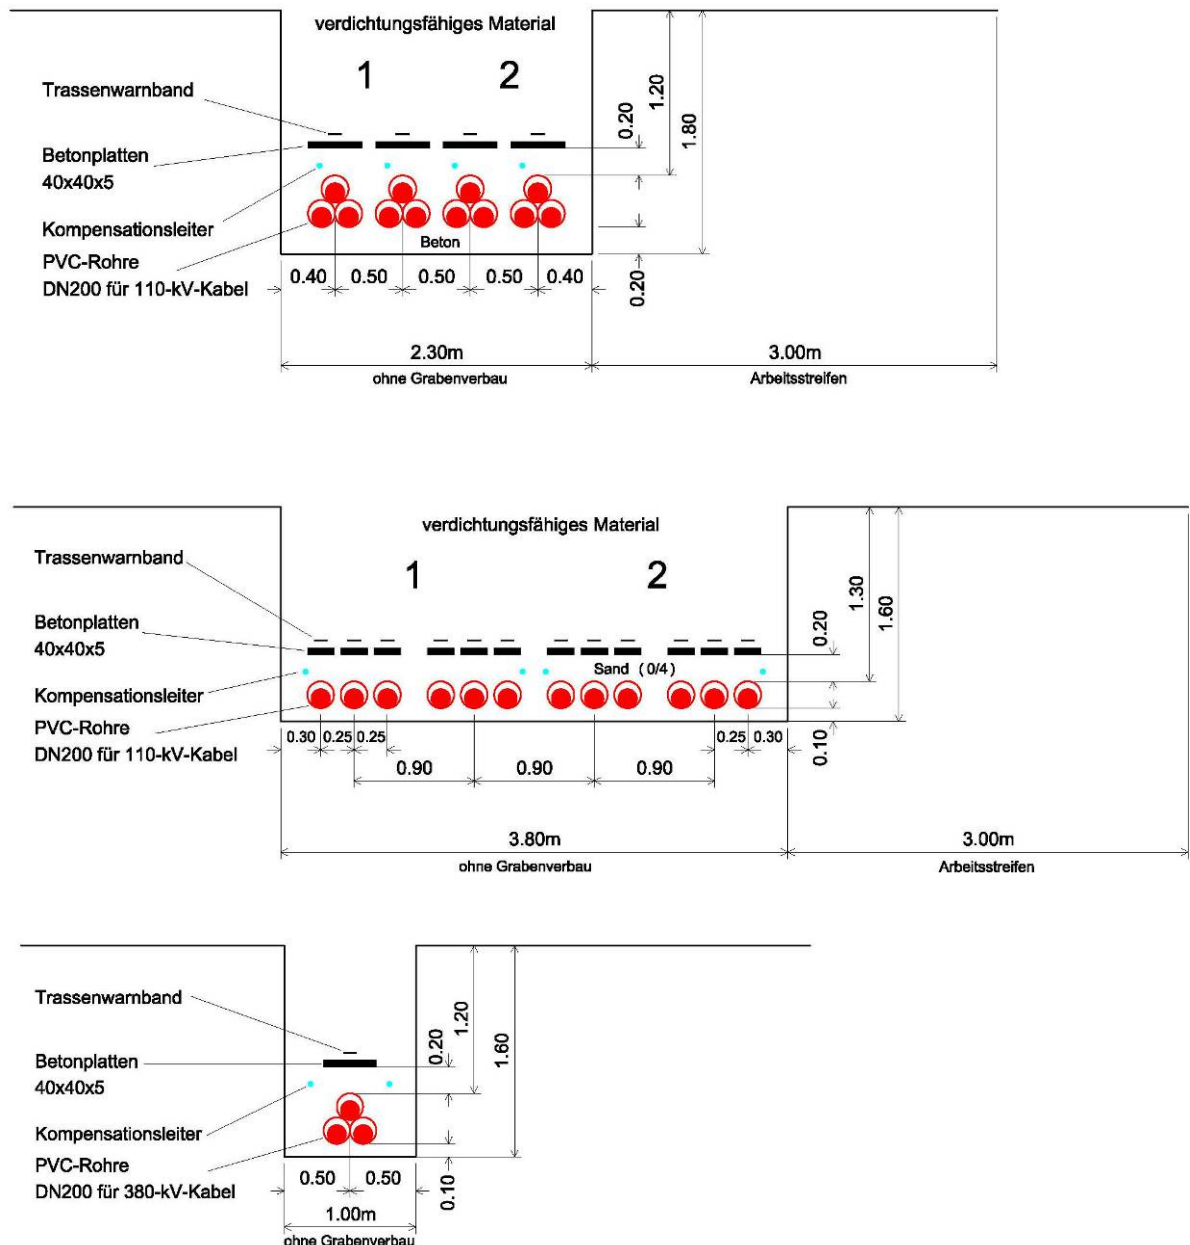 verdichtungsfähiges Material
1
2
Trassenwarnband
Betonplatten
40x40x5
Kompensationsleiter
PVC-Rohre
DN200 für 110-kV-Kabel
Beton
0.20
1.20
1.80
0.40
0.50
0.50
0.50
0.40
0.20
2.30m
ohne Grabenverbau
3.00m
Arbeitsstreifen
verdichtungsfähiges Material
1
2
Trassenwarnband
Betonplatten
40x40x5
Kompensationsleiter
PVC-Rohre
DN200 für 110-kV-Kabel
Sand (0/4)
0.20
1.30
1.60
0.30
0.25
0.25
0.25
0.30
0.10
0.90
0.90
0.90
3.80m
ohne Grabenverbau
3.00m
Arbeitsstreifen
Trassenwarnband
Betonplatten
40x40x5
Kompensationsleiter
PVC-Rohre
DN200 für 380-kV-Kabel
0.20
1.20
1.60
0.50
0.50
0.10
1.00m
ohne Grabenverbau